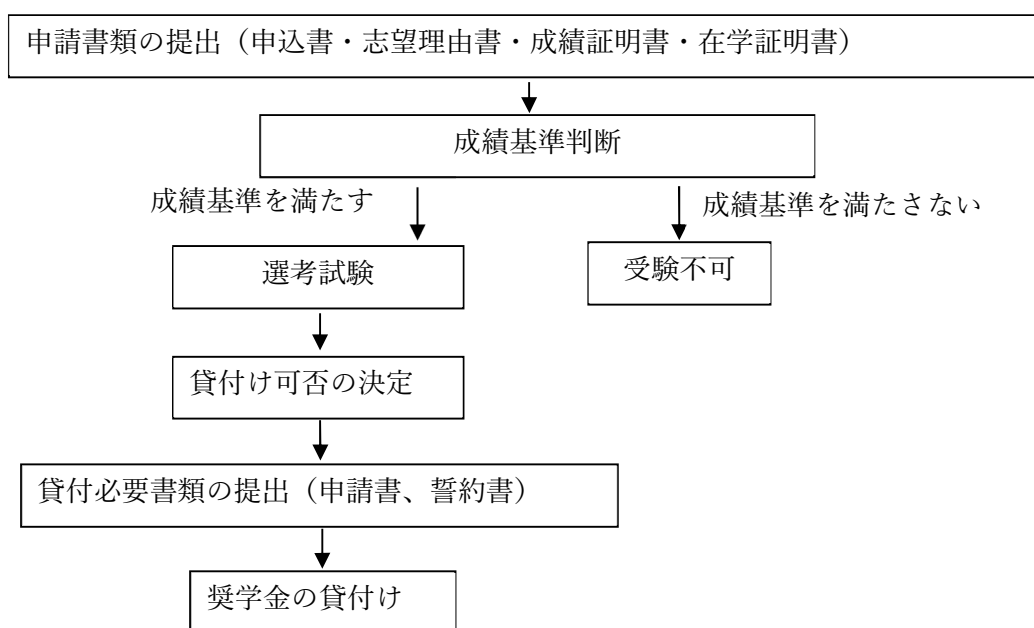 申請書類の提出（申込書・志望理由書・成績証明書・在学証明書）
成績基準判断
成績基準を満たす
成績基準を満たさない
選考試験
受験不可
貸付け可否の決定
貸付必要書類の提出（申請書、誓約書）
奨学金の貸付け